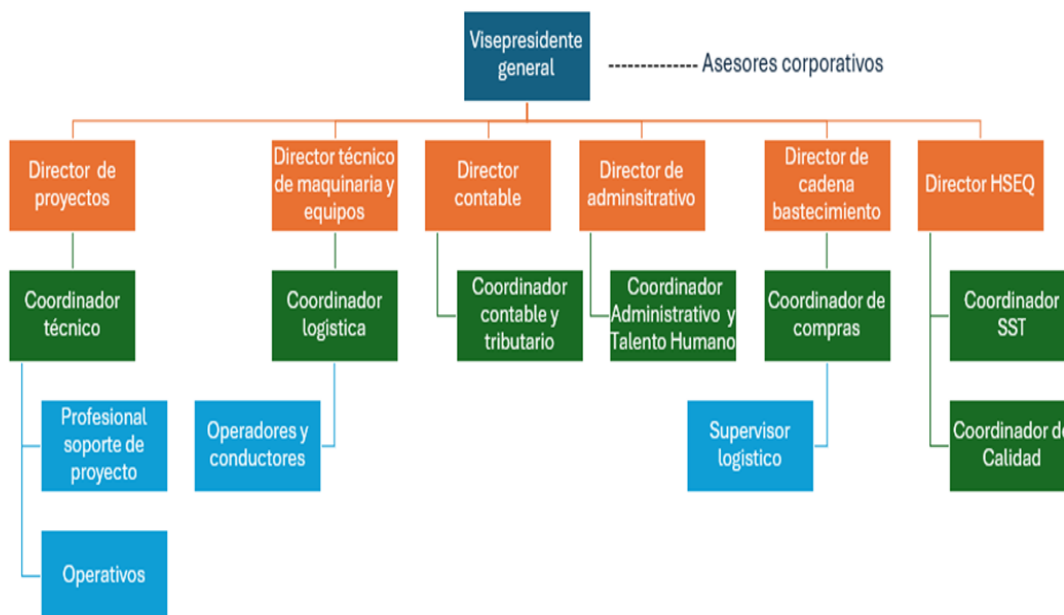 Visepresidente
general
-------------- Asesores corporativos
Director de
proyectos
Director técnico
de maquinaria y
equipos
Director
contable
Director de
adminsitrativo
Director de
cadena
bastecimiento
Director HSEQ
Coordinador
técnico
Coordinador
logistica
Coordinador
contable y
tributario
Coordinador
Administrativo y
Talento Humano
Coordinador de
compras
Coordinador
SST
Profesional
soporte de
proyecto
Operadores y
conductores
Supervisor
logistico
Coordinador de
Calidad
Operativos